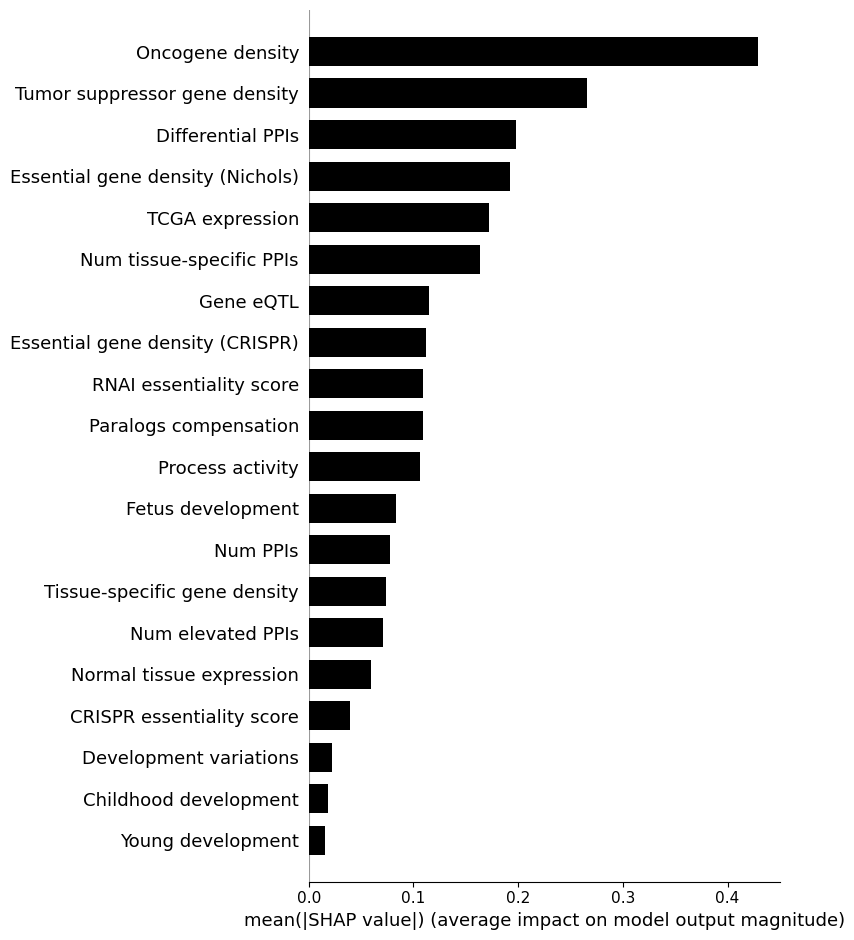 Oncogene density
Tumor suppressor gene density
Differential PPIs
Essential gene density (Nichols)
TCGA expression
Num tissue-specific PPIs
Gene eQTL
Essential gene density (CRISPR)
RNAI essentiality score
Paralogs compensation
Process activity
Fetus development
Num PPIs
Tissue-specific gene density
Num elevated PPIs
Normal tissue expression
CRISPR essentiality score
Development variations
Childhood development
Young development
0.0 0.1 0.2 0.3 0.4
mean(|SHAP value|) (average impact on model output magnitude)